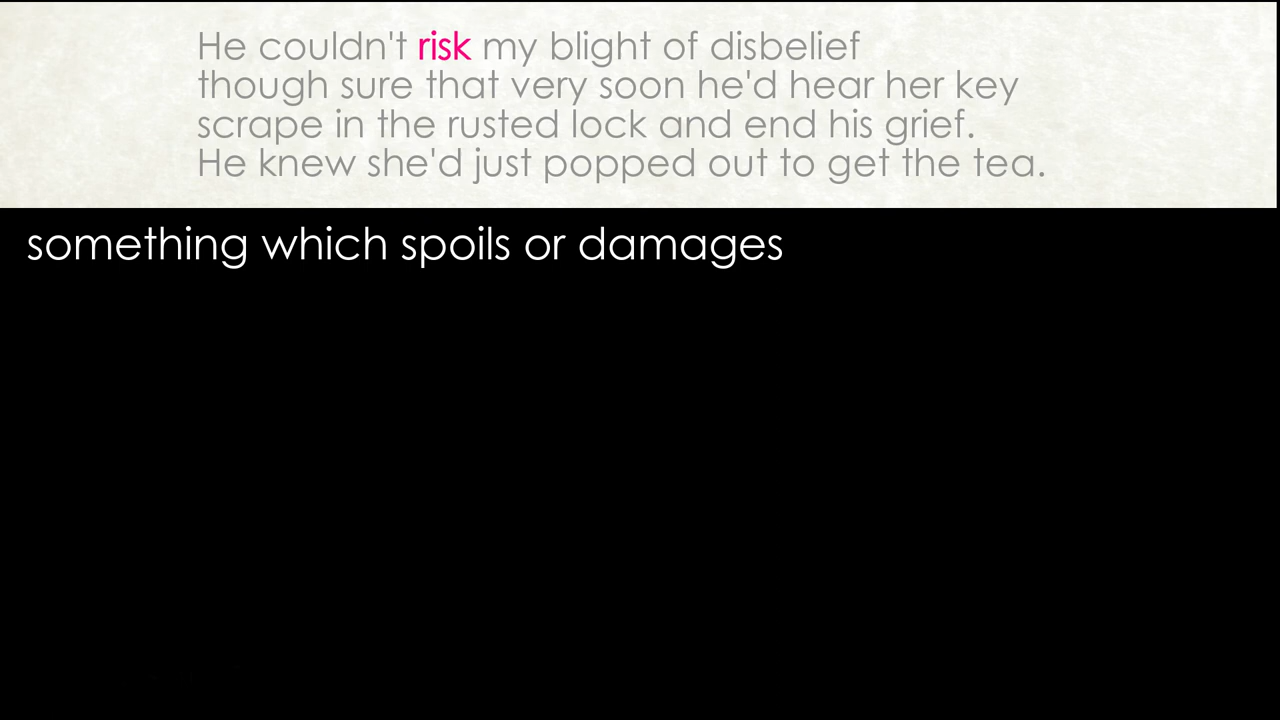 He couldn't risk my blight of disbelief
though sure that very soon he'd hear her key
scrape in the rusted lock and end his grief.
He knew she'd just popped out to get the tea.
something which spoils or damages